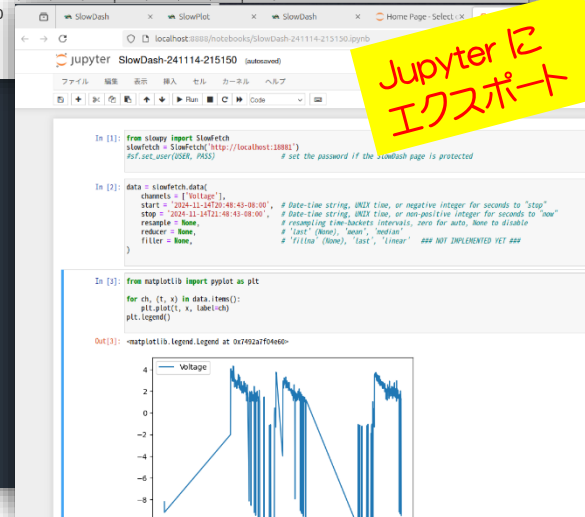 SlowDash
SlowPlot
SlowDash
Home Page - Select
localhost:8888/notebooks/SlowDash-241114-215150.ipynb
Jupyter に
エクスポート
jupyter SlowDash-241114-215150 (autosaved)
ファイル 編集 表示 挿入 セル カーネル ヘルプ
Run
Code
In [1]: from slowpy import SlowFetch
slowfetch = SlowFetch('http://localhost:18881')
#sf.set_user(USER, PASS) # set the password if the SlowDash page is protected
In [2]: data = slowfetch.data(
channels = ['Voltage'],
start = '2024-11-14T20:48:43-08:00', # Date-time string, UNIX time, or negative integer for seconds to "stop"
stop = '2024-11-14T21:48:43-08:00', # Date-time string, UNIX time, or non-positive integer for seconds to "now"
resample = None, # resampling time-backets intervals, zero for auto, None to disable
reducer = None, # 'last' (None), 'mean', 'median'
filler = None, # 'fillna' (None), 'last', 'linear' ### NOT IMPLEMENTED YET ###
)
In [3]: from matplotlib import pyplot as plt
for ch, (t, x) in data.items():
plt.plot(t, x, label=ch)
plt.legend()
Out[3]: <matplotlib.legend.Legend at 0x7492a7f04e60>
Voltage
4
2
0
−2
−4
−6
−8